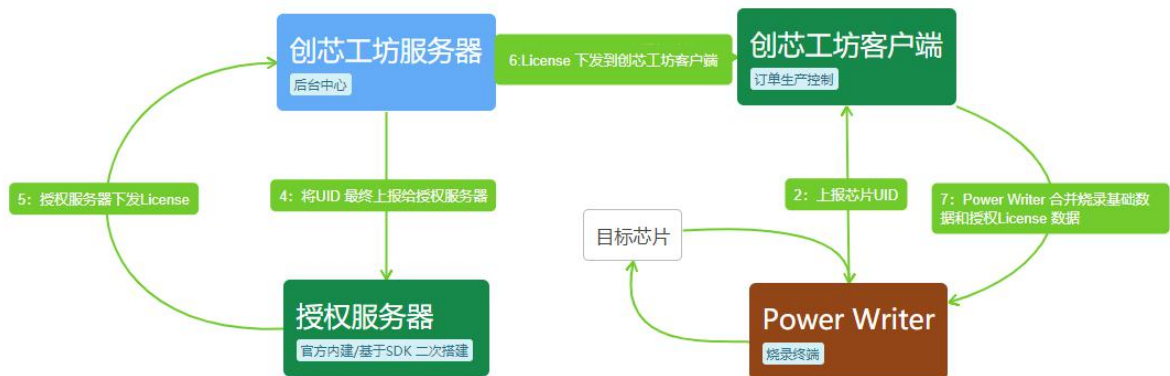 创芯工坊服务器
后台中心
6:License 下发到创芯工坊客户端
创芯工坊客户端
订单生产控制
5：授权服务器下发License
4：将UID 最终上报给授权服务器
2：上报芯片UID
7：Power Writer 合并烧录基础数
据和授权License 数据
目标芯片
授权服务器
官方内建/基于SDK 二次搭建
Power Writer
烧录终端